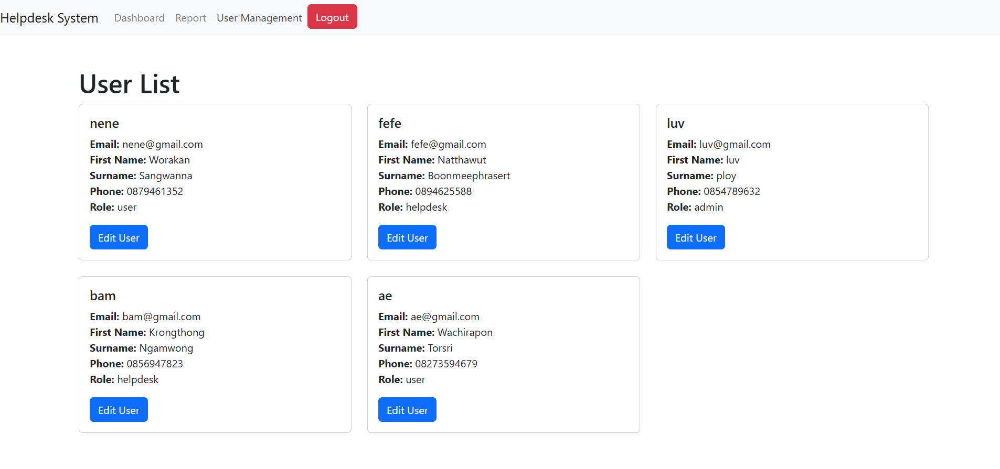 Helpdesk System Dashboard Report User Management Logout
User List
nene
Email: nene@gmail.com
First Name: Worakan
Surname: Sangwanna
Phone: 0879461352
Role: user
Edit User
fefe
Email: fefe@gmail.com
First Name: Natthawut
Surname: Boonmeephrasert
Phone: 0894625588
Role: helpdesk
Edit User
luv
Email: luv@gmail.com
First Name: luv
Surname: ploy
Phone: 0854789632
Role: admin
Edit User
bam
Email: bam@gmail.com
First Name: Krongthong
Surname: Ngamwong
Phone: 0856947823
Role: helpdesk
Edit User
ae
Email: ae@gmail.com
First Name: Wachirapon
Surname: Torsri
Phone: 08273594679
Role: user
Edit User